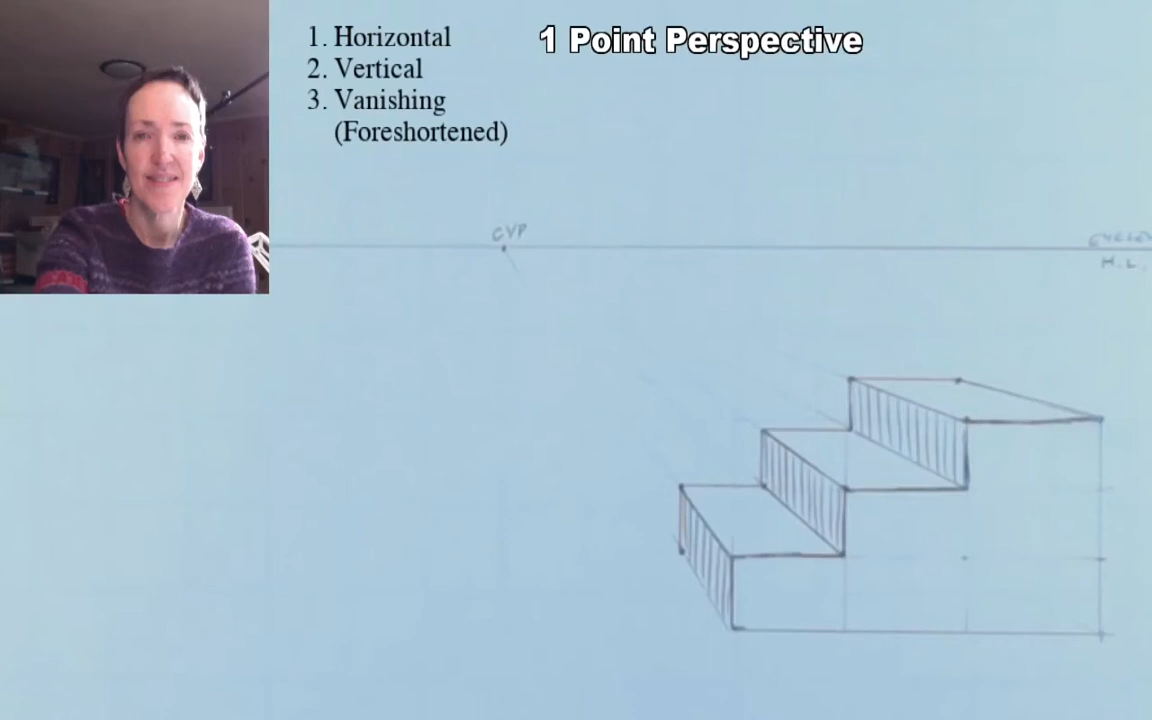 1 Point Perspective
1. Horizontal
2. Vertical
3. Vanishing
(Foreshortened)
CVP
H.L.